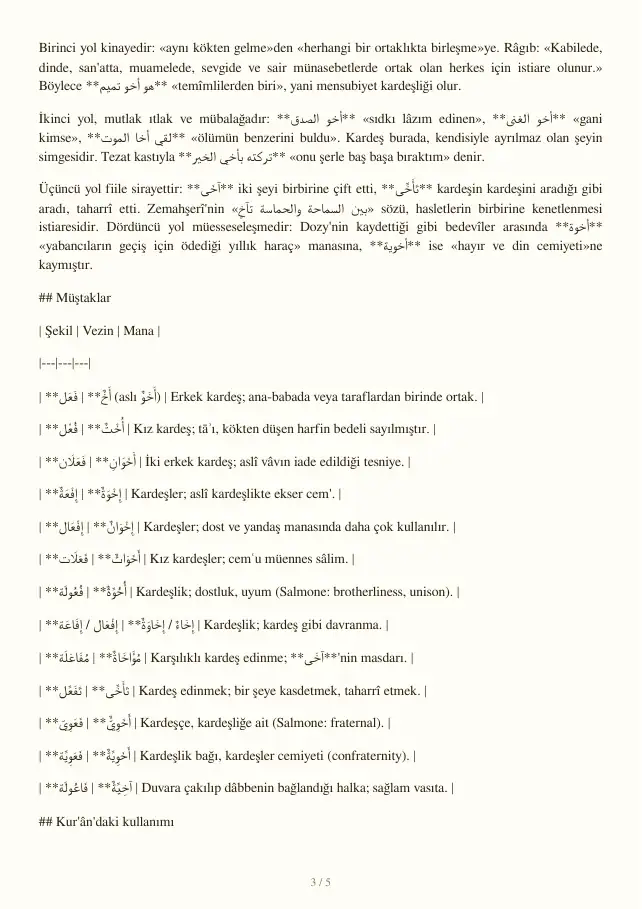 Birinci yol kinayedir: «aynı kökten gelme»den «herhangi bir ortaklıkta birleşme»ye. Râgıb: «Kabilede,
dinde, san'atta, muamelede, sevgide ve sair münasebetlerde ortak olan herkes için istiare olunur.»
Böylece **هو أخو تميم** «temîmlilerden biri», yani mensubiyet kardeşliği olur.
İkinci yol, mutlak ıtlak ve mübalağadır: **أخو الصدق** «sıdkı lâzım edinen», **أخو الغنى** «gani
kimse», **لقي أخا الموت** «ölümün benzerini buldu». Kardeş burada, kendisiyle ayrılmaz olan şeyin
simgesidir. Tezat kastıyla **تركته بأخي الخير** «onu şerle baş başa bıraktım» denir.
Üçüncü yol fiile sirayettir: **آخى** iki şeyi birbirine çift etti, **تَأَخّى** kardeşin kardeşini aradığı gibi
aradı, taharrî etti. Zemahşerî'nin «بين السماحة والحماسة تآخٍ» sözü, hasletlerin birbirine kenetlenmesi
istiaresidir. Dördüncü yol müesseseleşmedir: Dozy'nin kaydettiği gibi bedevîler arasında **أخوة**
«yabancıların geçiş için ödediği yıllık haraç» manasına, **أخوية** ise «hayır ve din cemiyeti»ne
kaymıştır.
## Müştaklar
| Şekil | Vezin | Mana |
|---|---|---|
| **أَخٌ** | فَعَل (aslı أَخَوٌ) | Erkek kardeş; ana-babada veya taraflardan birinde ortak. |
| **أُخْتٌ** | فُعْل | Kız kardeş; tāʾı, kökten düşen harfin bedeli sayılmıştır. |
| **أَخَوَانِ** | فَعَلَان | İki erkek kardeş; aslî vâvın iade edildiği tesniye. |
| **إِخْوَةٌ** | إِفْعَةٌ | Kardeşler; aslî kardeşlikte ekser cem'. |
| **إِخْوَانٌ** | إِفْعَال | Kardeşler; dost ve yandaş manasında daha çok kullanılır. |
| **أَخَوَاتٌ** | فَعَلَات | Kız kardeşler; cemʿu müennes sâlim. |
| **أُخُوَّةٌ** | فُعُولَة | Kardeşlik; dostluk, uyum (Salmone: brotherliness, unison). |
| **إِخَاءٌ / إِخَاوَةٌ** | إِفْعَال / إِفَاعَة | Kardeşlik; kardeş gibi davranma. |
| **مُؤَاخَاةٌ** | مُفَاعَلَة | Karşılıklı kardeş edinme; **آخَى**'nin masdarı. |
| **تَأَخَّى** | تَفَعَّل | Kardeş edinmek; bir şeye kasdetmek, taharrî etmek. |
| **أَخَوِيٌّ** | فَعَوِيّ | Kardeşçe, kardeşliğe ait (Salmone: fraternal). |
| **أَخَوِيَّةٌ** | فَعَوِيَّة | Kardeşlik bağı, kardeşler cemiyeti (confraternity). |
| **آخِيَّةٌ** | فَاعُولَة | Duvara çakılıp dâbbenin bağlandığı halka; sağlam vasıta. |
## Kur'ân'daki kullanımı
3 / 5